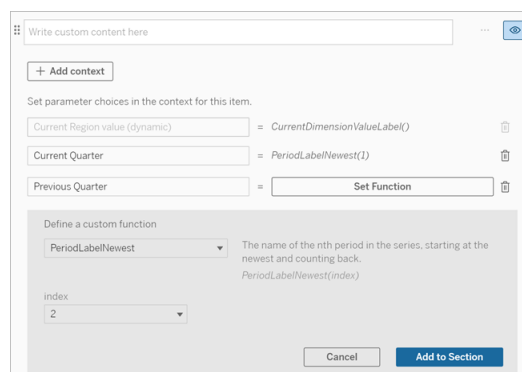 Write custom content here
+ Add context
Set parameter choices in the context for this item.
Current Region value (dynamic) = CurrentDimensionValueLabel()
Current Quarter = PeriodLabelNewest(1)
Previous Quarter = Set Function
Define a custom function
PeriodLabelNewest
The name of the nth period in the series, starting at the
newest and counting back.
PeriodLabelNewest(index)
index
2
Cancel Add to Section